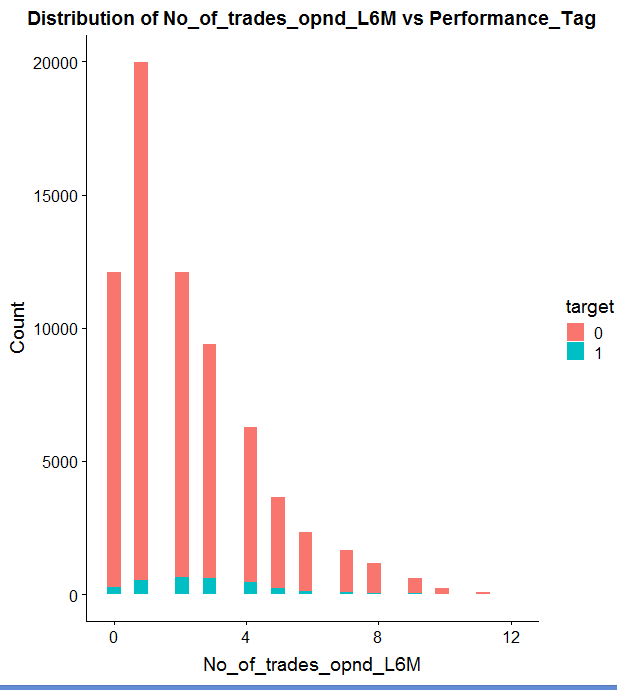 Distribution of No_of_trades_opnd_L6M vs Performance_Tag
20000
15000
10000
5000
0
Count
0 4 8 12
No_of_trades_opnd_L6M
target
0
1